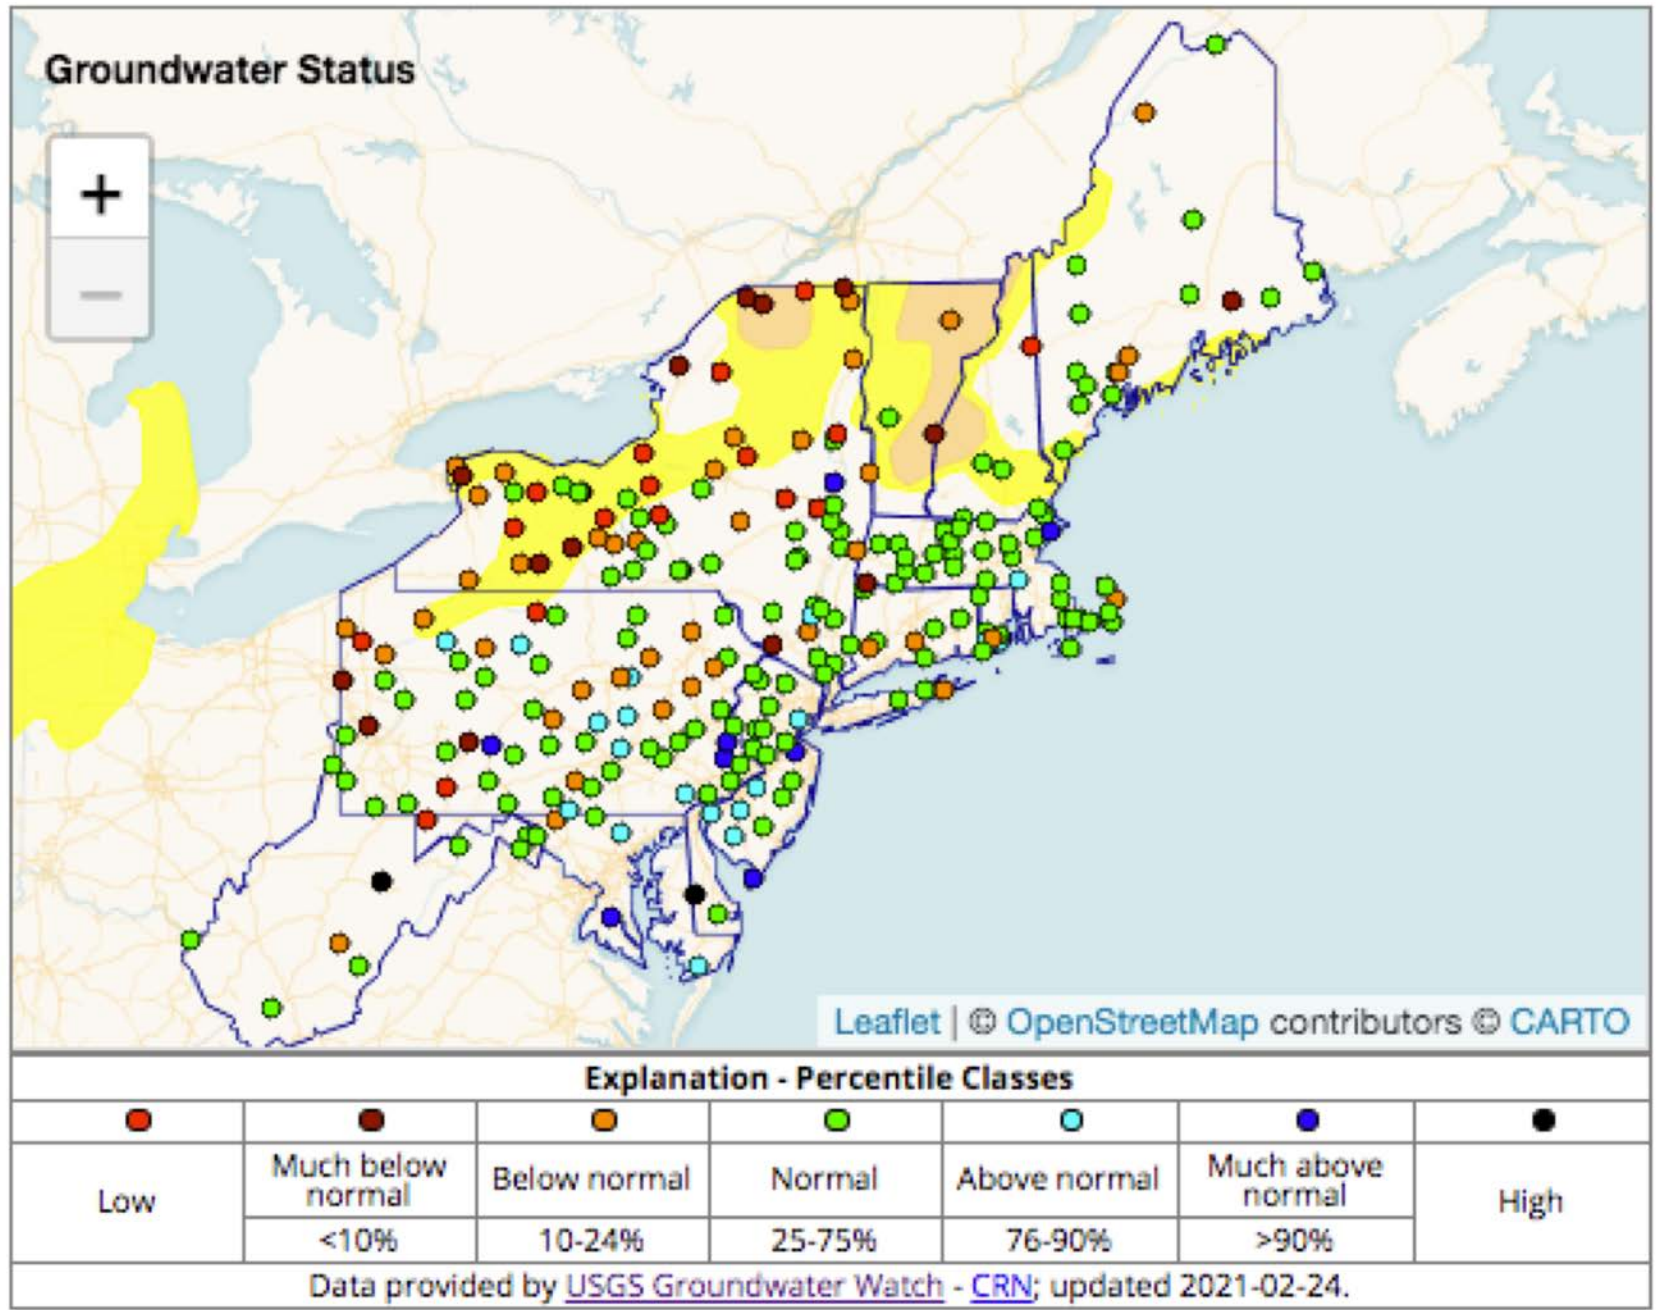 Groundwater Status
+
−
Leaflet | © OpenStreetMap contributors © CARTO
Explanation - Percentile Classes
Low
Much below normal
Below normal
Normal
Above normal
Much above normal
High
<10%
10-24%
25-75%
76-90%
>90%
Data provided by USGS Groundwater Watch - CRN; updated 2021-02-24.